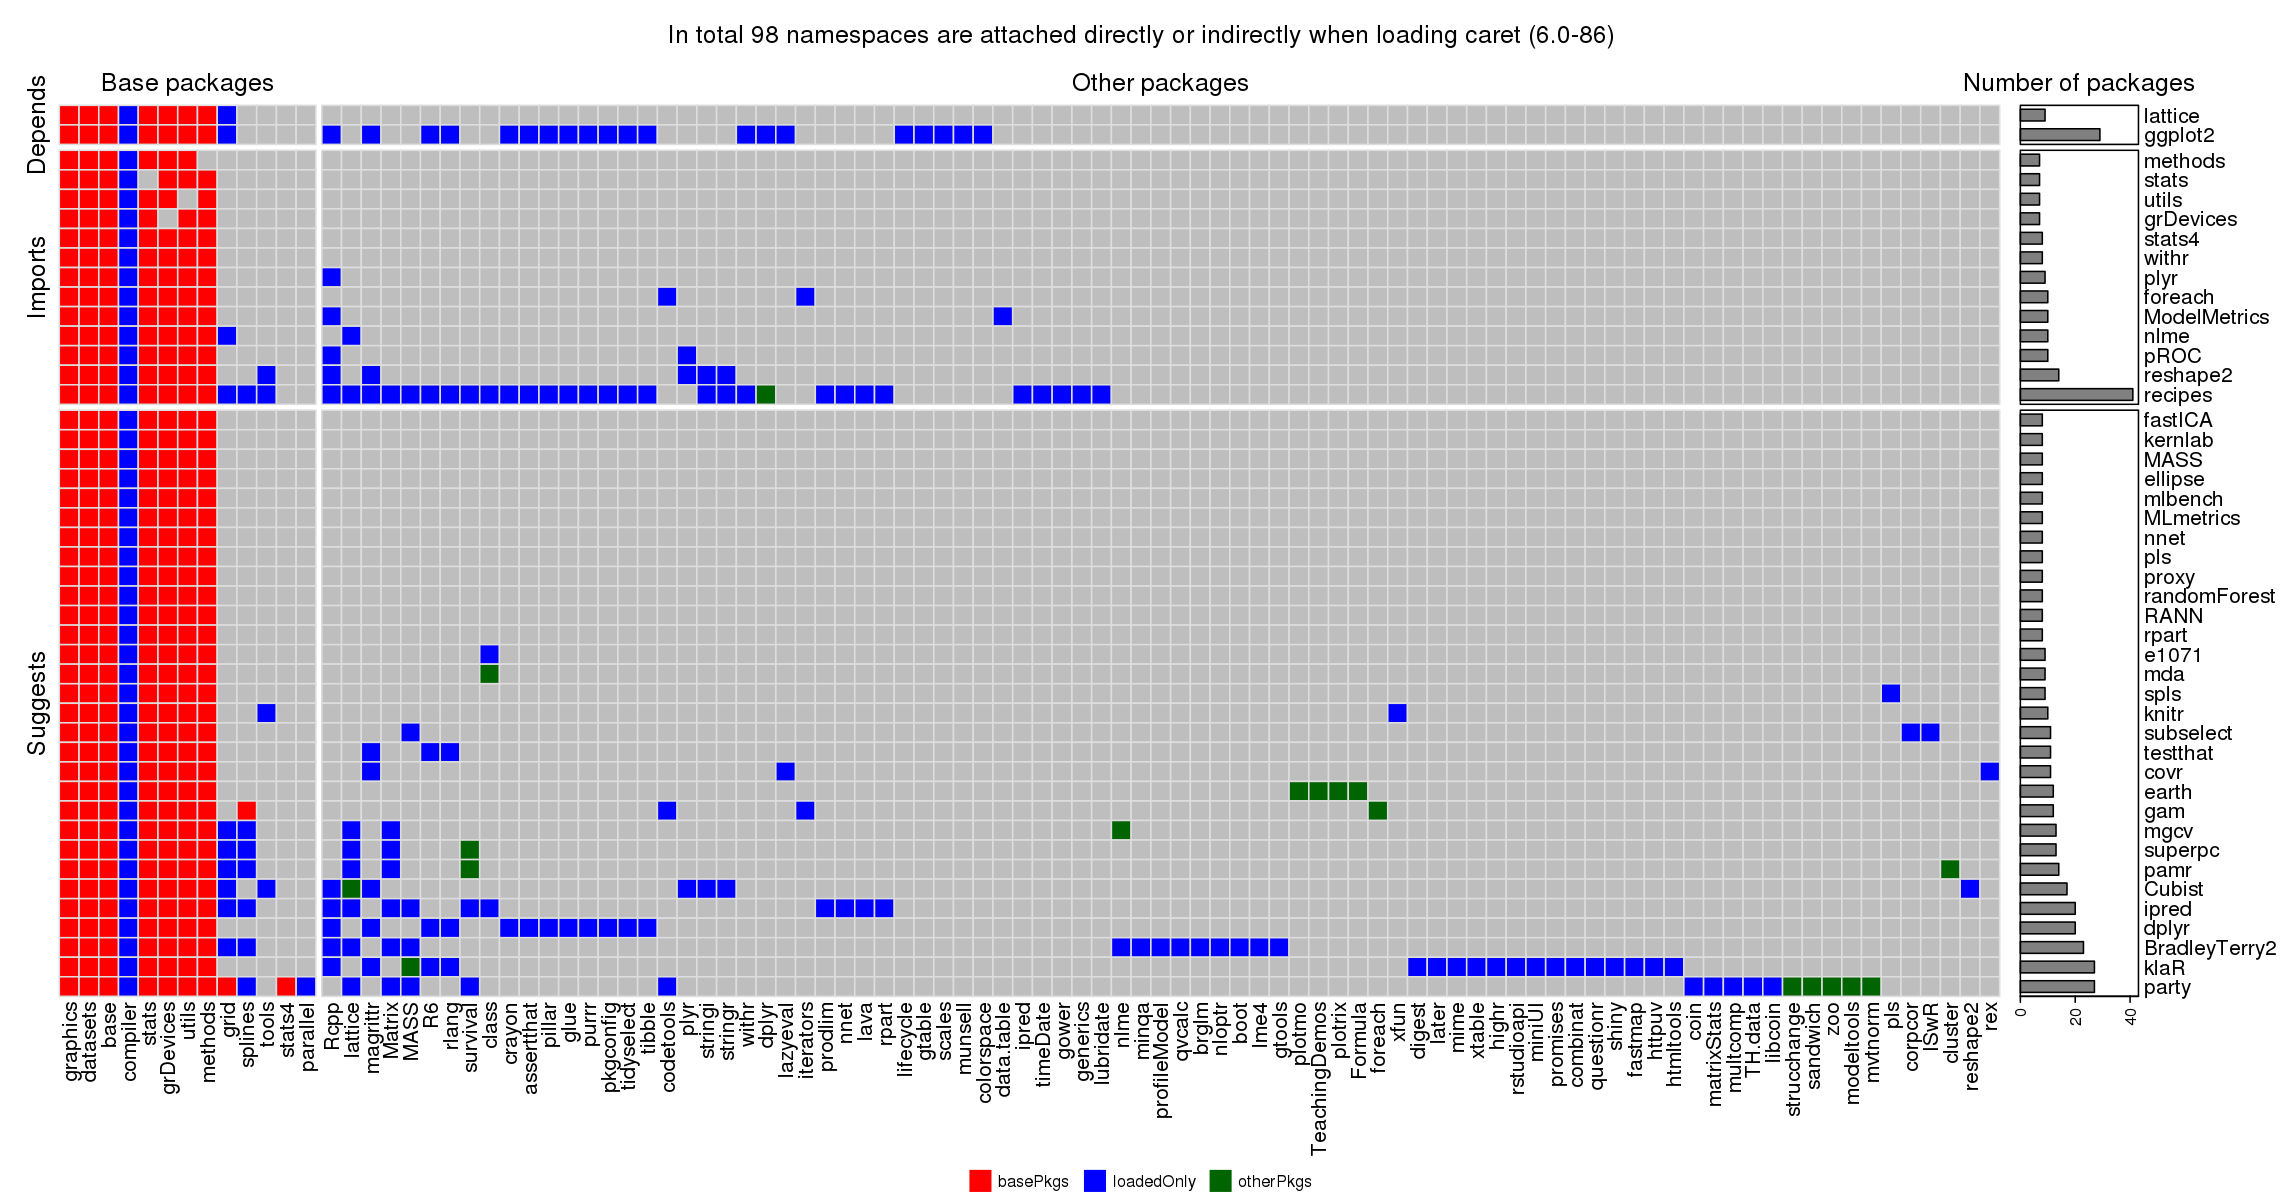 In total 98 namespaces are attached directly or indirectly when loading caret (6.0-86)
Base packages
Other packages
Number of packages
Depends
Imports
Suggests
lattice
ggplot2
methods
stats
utils
grDevices
stats4
withr
plyr
foreach
ModelMetrics
nlme
pROC
reshape2
recipes
fastICA
kernlab
MASS
ellipse
mlbench
MLmetrics
nnet
pls
proxy
randomForest
RANN
rpart
e1071
mda
spls
knitr
subselect
testthat
covr
earth
gam
mgcv
superpc
pamr
Cubist
ipred
dplyr
BradleyTerry2
klaR
party
graphics
datasets
base
compiler
stats
grDevices
utils
methods
grid
splines
tools
stats4
parallel
Rcpp
lattice
magrittr
Matrix
MASS
R6
rlang
survival
class
crayon
assertthat
pillar
glue
purrr
pkgconfig
tidyselect
tibble
codetools
plyr
stringi
stringr
withr
dplyr
lazyeval
iterators
prodlim
nnet
lava
rpart
lifecycle
gtable
scales
munsell
colorspace
data.table
ipred
timeDate
gower
generics
lubridate
nlme
minqa
profileModel
qvcalc
brglm
nloptr
boot
lme4
gtools
plotmo
TeachingDemos
plotrix
Formula
foreach
xfun
digest
later
mime
xtable
highr
rstudioapi
miniUI
promises
combinat
questionr
shiny
fastmap
httpuv
htmltools
coin
matrixStats
multcomp
TH.data
libcoin
strucchange
sandwich
zoo
modeltools
mvtnorm
pls
corpcor
ISwR
cluster
reshape2
rex
0
20
40
basePkgs
loadedOnly
otherPkgs